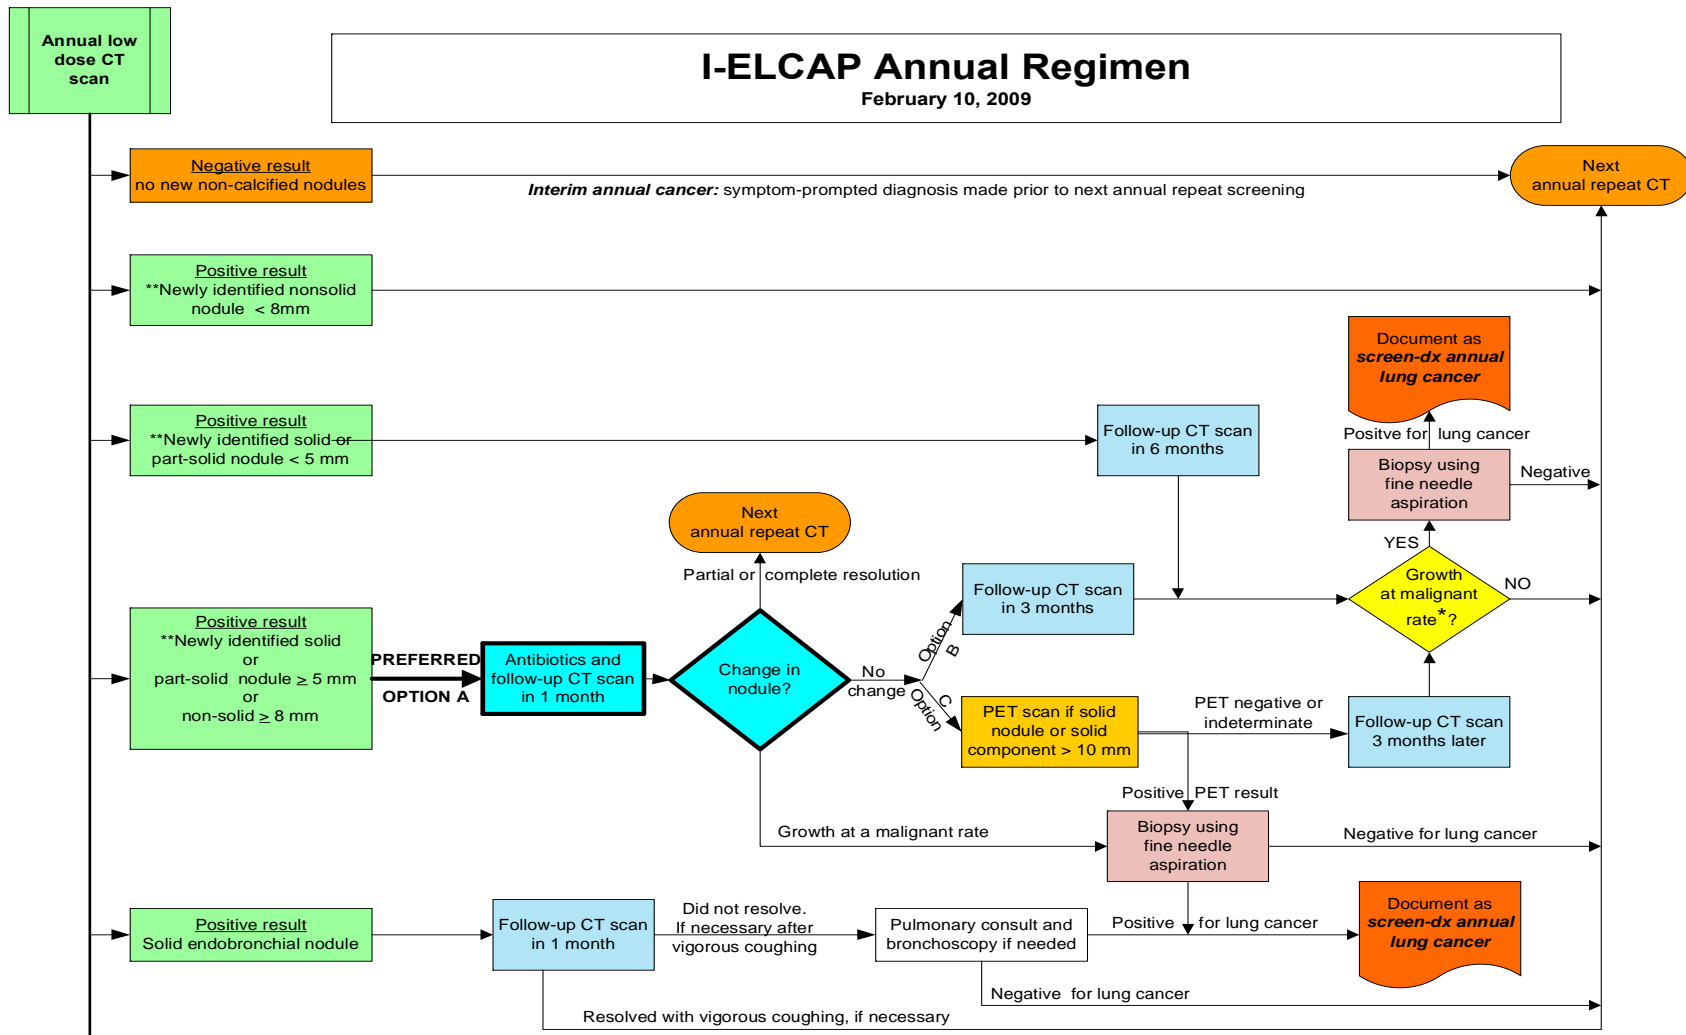 Annual low
dose CT
scan
I-ELCAP Annual Regimen
February 10, 2009
Negative result
no new non-calcified nodules
Interim annual cancer: symptom-prompted diagnosis made prior to next annual repeat screening
Next
annual repeat CT
Positive result
**Newly identified nonsolid
nodule < 8mm
Positive result
**Newly identified solid or
part-solid nodule < 5 mm
Follow-up CT scan
in 6 months
Document as
screen-dx annual
lung cancer
Positve for lung cancer
Biopsy using
fine needle
aspiration
Negative
YES
Growth
at malignant
rate*?
NO
Next
annual repeat CT
Partial or complete resolution
Follow-up CT scan
in 3 months
Positive result
**Newly identified solid
or
part-solid nodule ≥ 5 mm
or
non-solid ≥ 8 mm
PREFERRED
OPTION A
Antibiotics and
follow-up CT scan
in 1 month
Change in
nodule?
No
change
Option
B
Option
C
PET scan if solid
nodule or solid
component > 10 mm
PET negative or
indeterminate
Follow-up CT scan
3 months later
Positive PET result
Growth at a malignant rate
Biopsy using
fine needle
aspiration
Negative for lung cancer
Positive result
Solid endobronchial nodule
Follow-up CT scan
in 1 month
Did not resolve.
If necessary after
vigorous coughing
Pulmonary consult and
bronchoscopy if needed
Positive for lung cancer
Document as
screen-dx annual
lung cancer
Negative for lung cancer
Resolved with vigorous coughing, if necessary